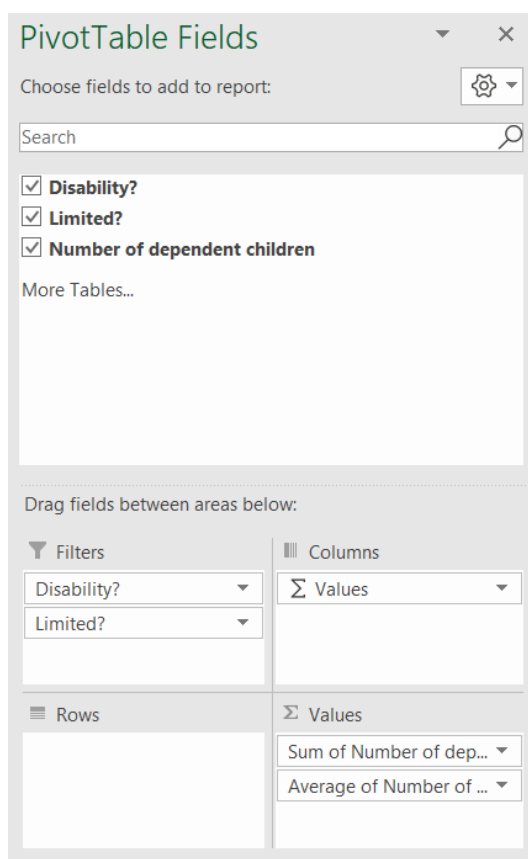 PivotTable Fields
Choose fields to add to report:
Search
Disability?
Limited?
Number of dependent children
More Tables...
Drag fields between areas below:
Filters
Columns
Disability?
Σ Values
Limited?
Rows
Σ Values
Sum of Number of dep...
Average of Number of ...